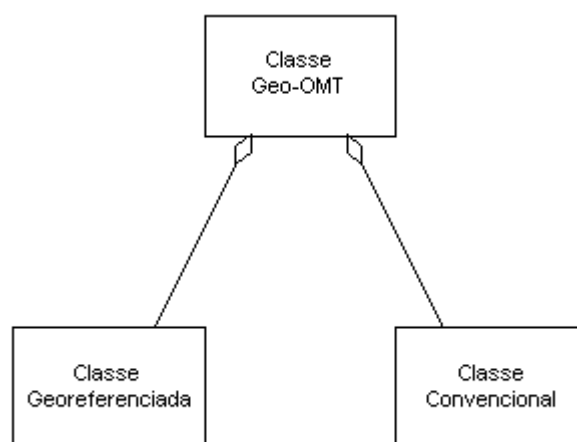 Classe
Geo-OMT
Classe
Georeferenciada
Classe
Convencional